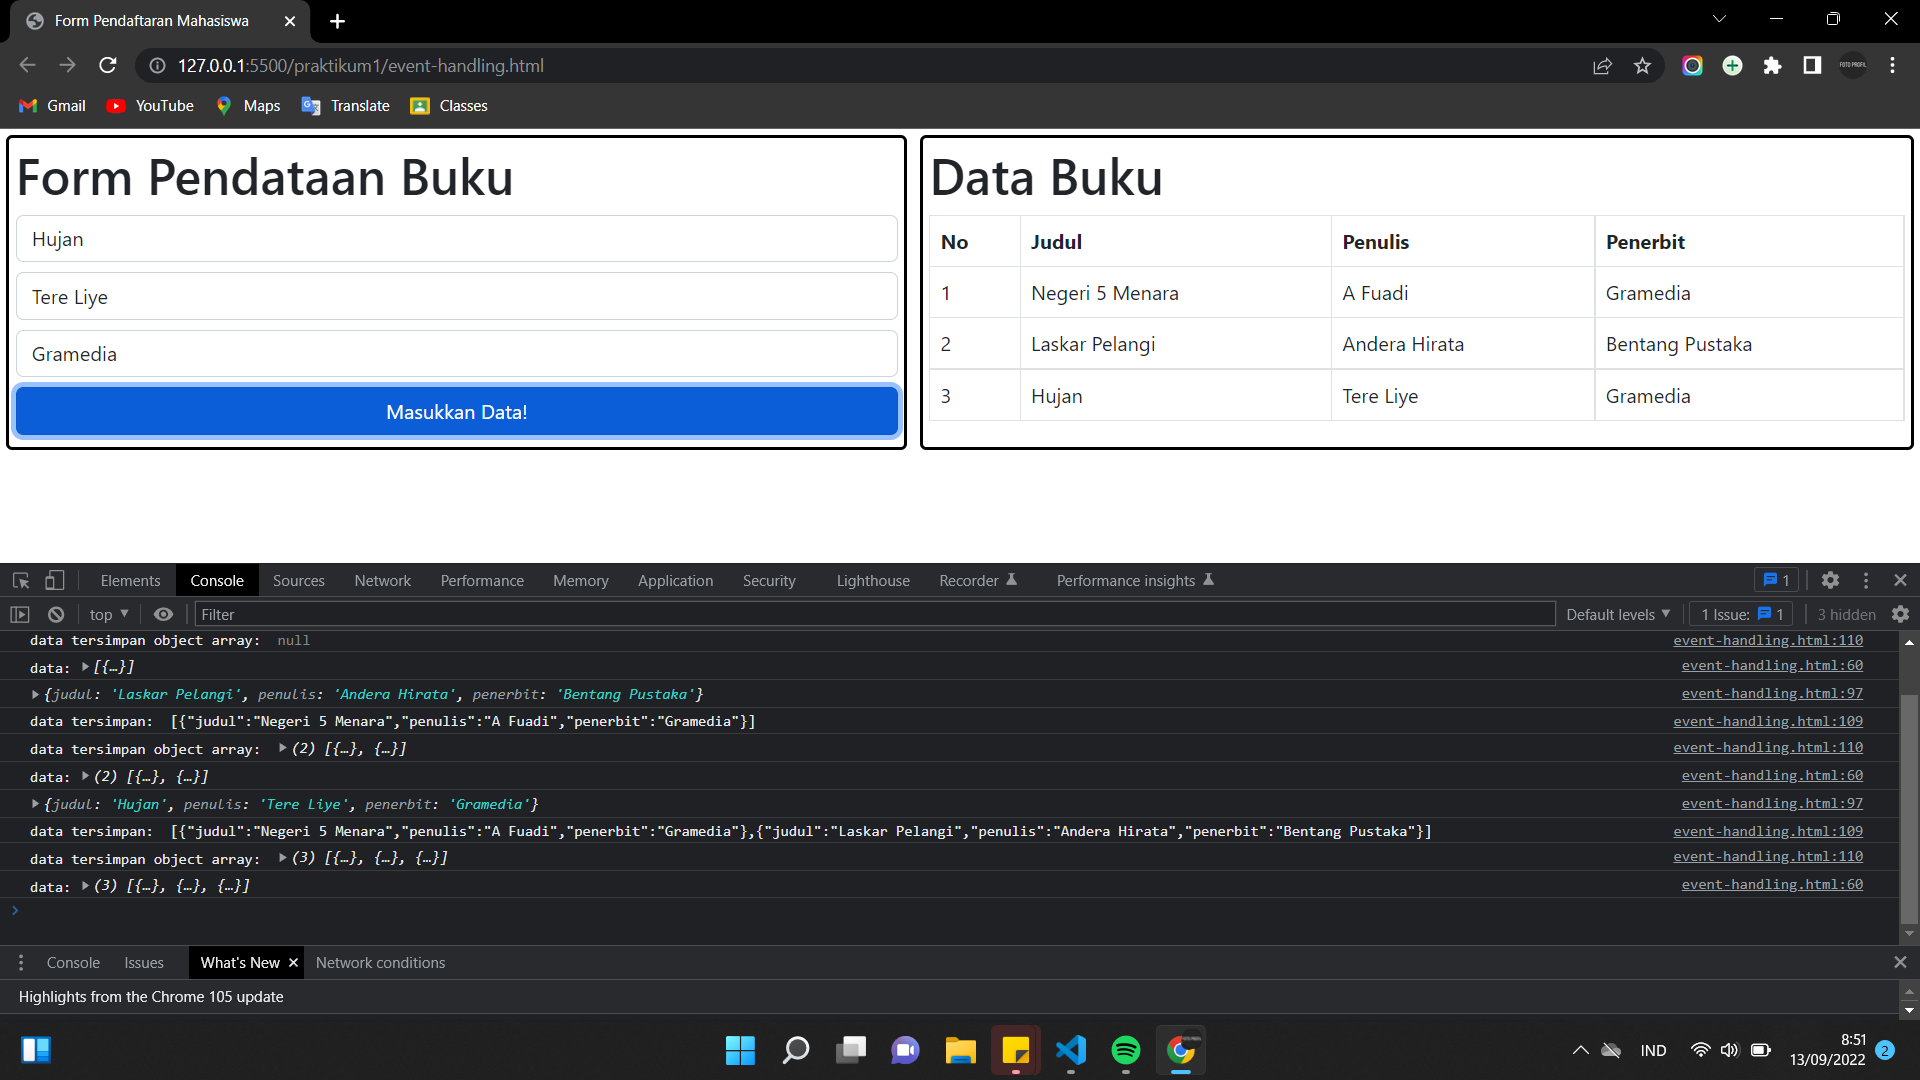 Form Pendaftaran Mahasiswa
127.0.0.1:5500/praktikum1/event-handling.html
FOTO PROFIL
Gmail YouTube Maps Translate Classes
Form Pendataan Buku
Hujan
Tere Liye
Gramedia
Masukkan Data!
Data Buku
No Judul Penulis Penerbit
1 Negeri 5 Menara A Fuadi Gramedia
2 Laskar Pelangi Andera Hirata Bentang Pustaka
3 Hujan Tere Liye Gramedia
Elements Console Sources Network Performance Memory Application Security Lighthouse Recorder Performance insights 1
top Filter Default levels 1 Issue: 1 3 hidden
data tersimpan object array: null event-handling.html:110
data: [{…}] event-handling.html:60
{judul: 'Laskar Pelangi', penulis: 'Andera Hirata', penerbit: 'Bentang Pustaka'} event-handling.html:97
data tersimpan: [{"judul":"Negeri 5 Menara","penulis":"A Fuadi","penerbit":"Gramedia"}] event-handling.html:109
data tersimpan object array: (2) [{…}, {…}] event-handling.html:110
data: (2) [{…}, {…}] event-handling.html:60
{judul: 'Hujan', penulis: 'Tere Liye', penerbit: 'Gramedia'} event-handling.html:97
data tersimpan: [{"judul":"Negeri 5 Menara","penulis":"A Fuadi","penerbit":"Gramedia"},{"judul":"Laskar Pelangi","penulis":"Andera Hirata","penerbit":"Bentang Pustaka"}] event-handling.html:109
data tersimpan object array: (3) [{…}, {…}, {…}] event-handling.html:110
data: (3) [{…}, {…}, {…}] event-handling.html:60
Console Issues What's New Network conditions
Highlights from the Chrome 105 update
IND 8:51
13/09/2022 2